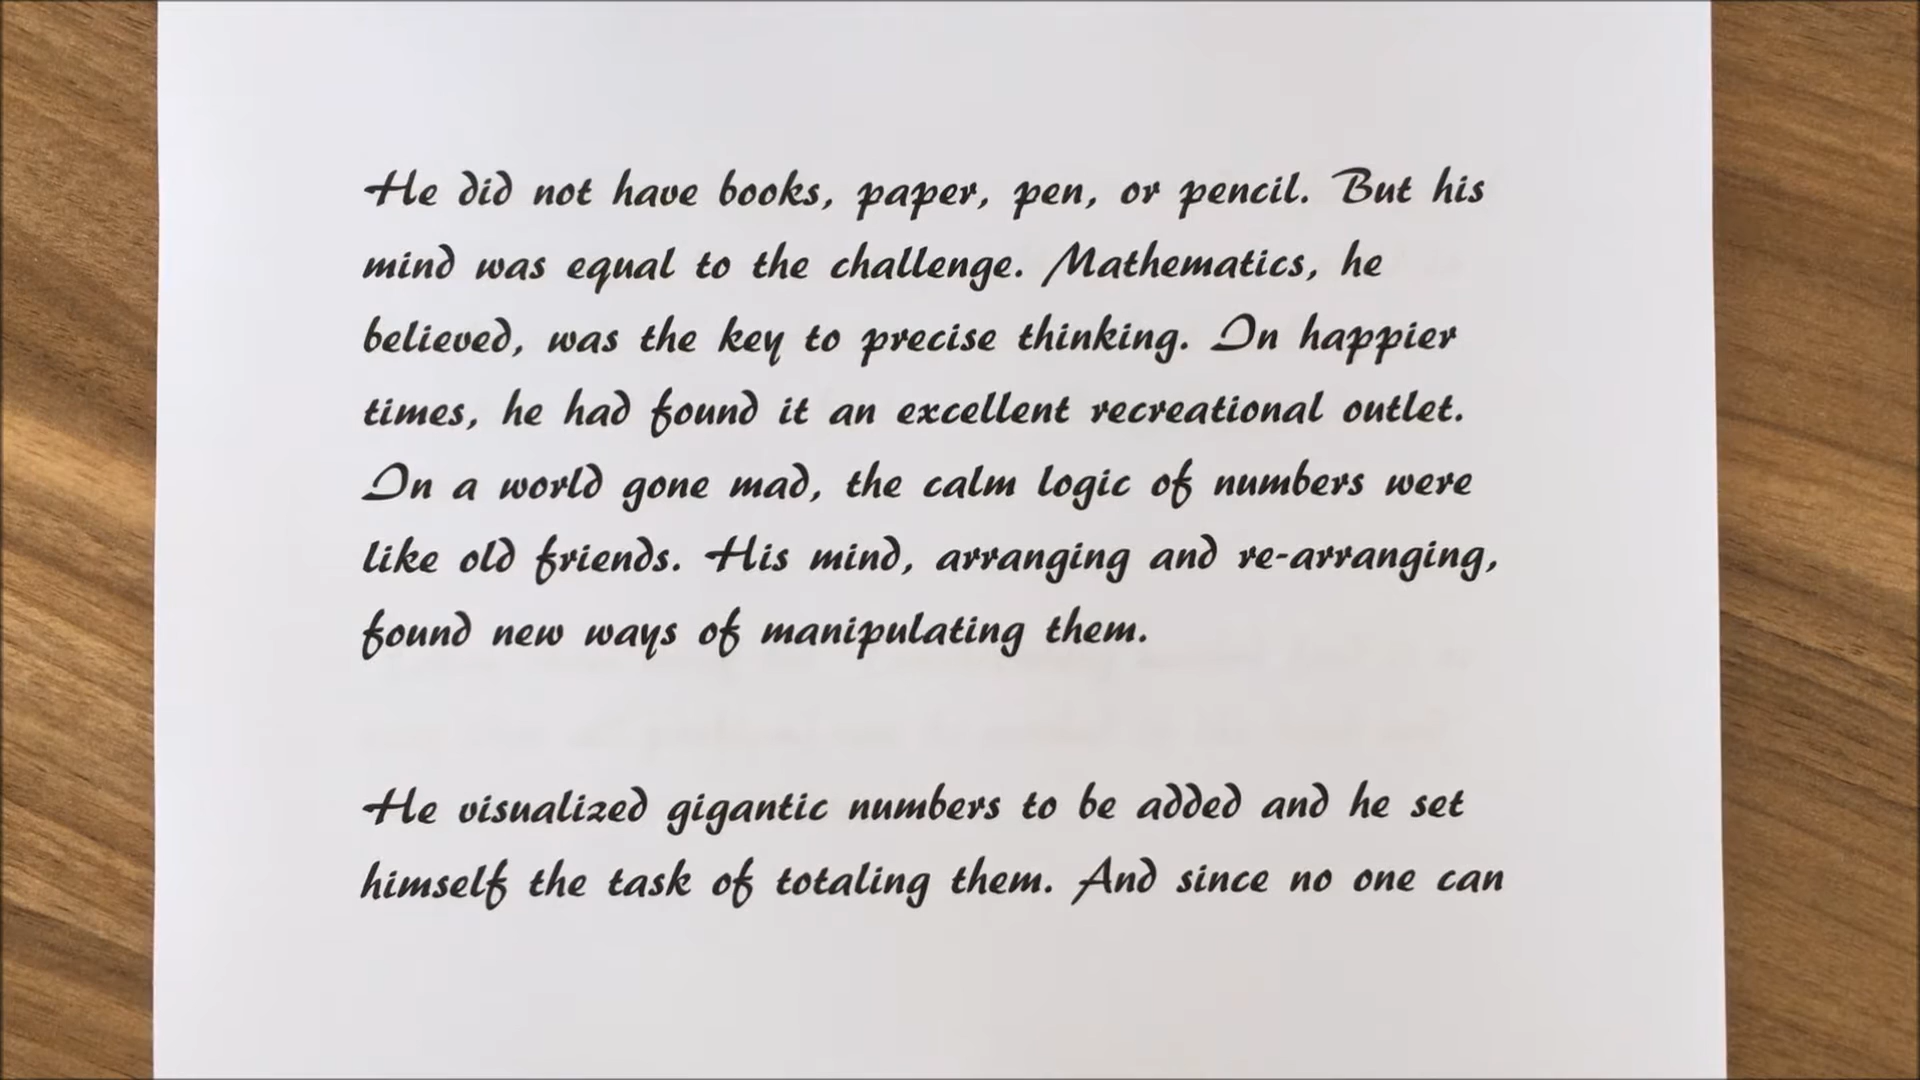 He did not have books, paper, pen, or pencil. But his
mind was equal to the challenge. Mathematics, he
believed, was the key to precise thinking. In happier
times, he had found it an excellent recreational outlet.
In a world gone mad, the calm logic of numbers were
like old friends. His mind, arranging and re-arranging,
found new ways of manipulating them.
He visualized gigantic numbers to be added and he set
himself the task of totaling them. And since no one can